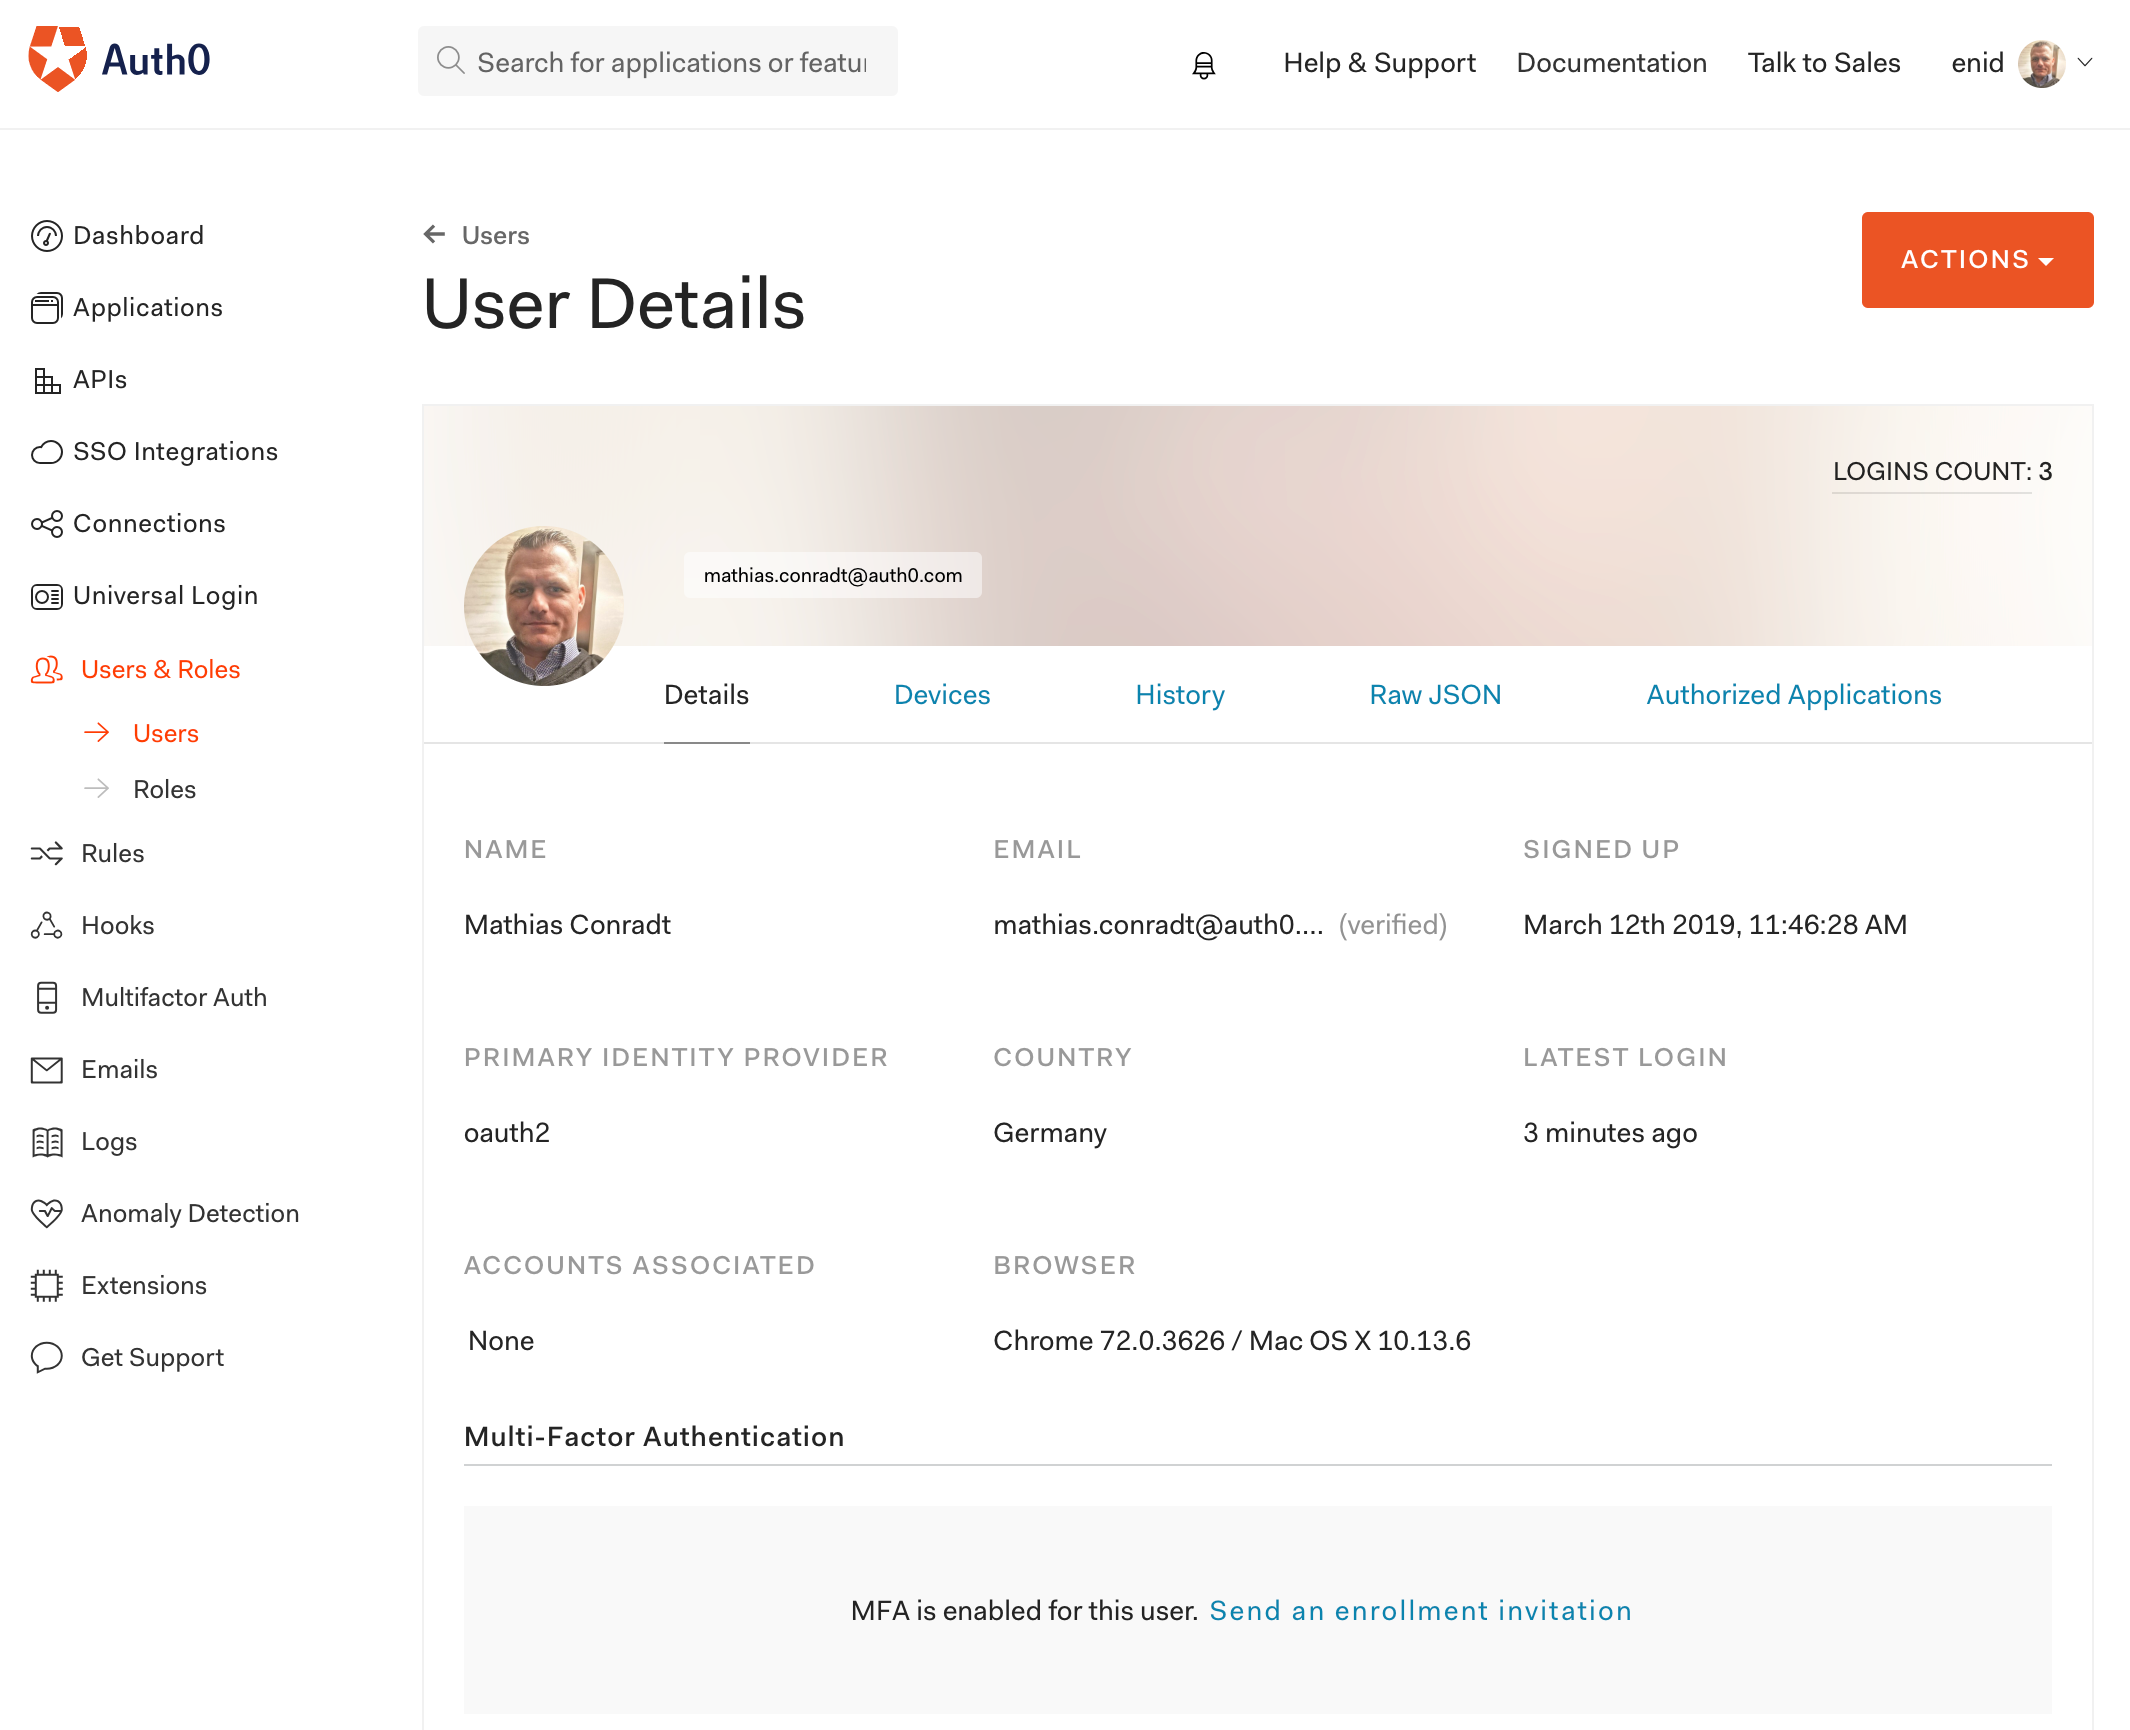 Auth0
Search for applications or featu
Help & Support
Documentation
Talk to Sales
enid
Dashboard
Applications
APIs
SSO Integrations
Connections
Universal Login
Users & Roles
Users
Roles
Rules
Hooks
Multifactor Auth
Emails
Logs
Anomaly Detection
Extensions
Get Support
Users
User Details
ACTIONS
LOGINS COUNT: 3
mathias.conradt@auth0.com
Details
Devices
History
Raw JSON
Authorized Applications
NAME
Mathias Conradt
EMAIL
mathias.conradt@auth0.... (verified)
SIGNED UP
March 12th 2019, 11:46:28 AM
PRIMARY IDENTITY PROVIDER
oauth2
COUNTRY
Germany
LATEST LOGIN
3 minutes ago
ACCOUNTS ASSOCIATED
None
BROWSER
Chrome 72.0.3626 / Mac OS X 10.13.6
Multi-Factor Authentication
MFA is enabled for this user. Send an enrollment invitation